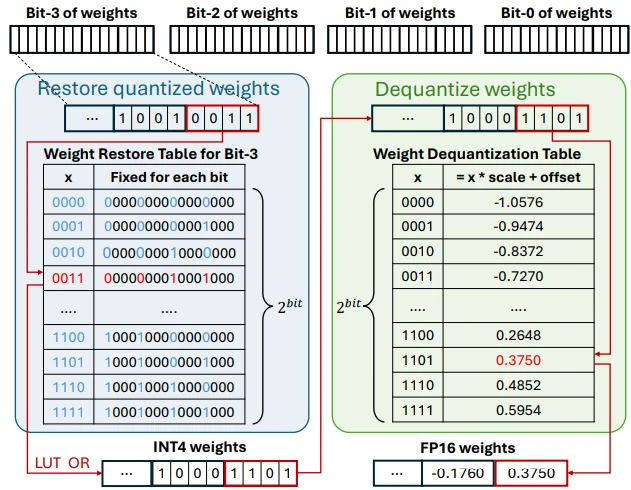 Bit-3 of weights Bit-2 of weights Bit-1 of weights Bit-0 of weights
Restore quantized weights
... 1 0 0 1 0 0 1 1
Weight Restore Table for Bit-3
x Fixed for each bit
0000 0000000000000000
0001 0000000000001000
0010 0000000010000000
0011 0000000010001000
.... ....
1100 1000100000000000
1101 1000100000001000
1110 1000100010000000
1111 1000100010001000
2^bit
LUT OR
INT4 weights
... 1 0 0 0 1 1 0 1
Dequantize weights
... 1 0 0 0 1 1 0 1
Weight Dequantization Table
x = x * scale + offset
0000 -1.0576
0001 -0.9474
0010 -0.8372
0011 -0.7270
.... ....
1100 0.2648
1101 0.3750
1110 0.4852
1111 0.5954
2^bit
FP16 weights
... -0.1760 0.3750